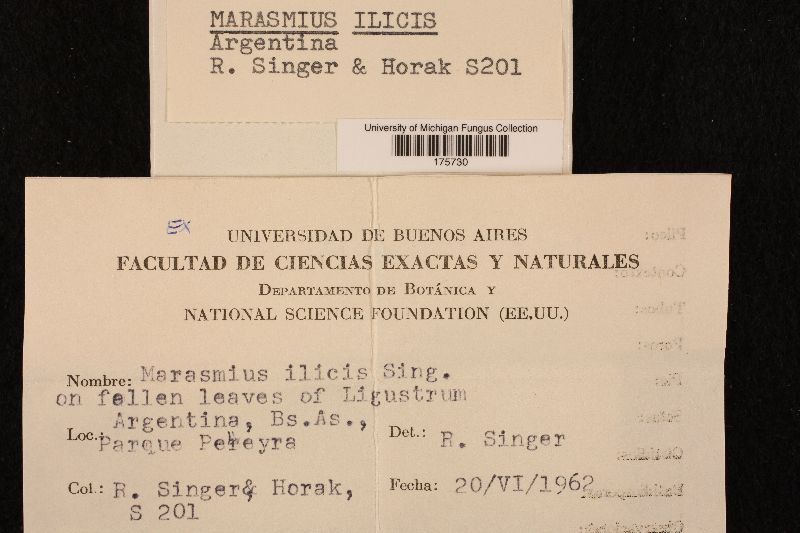 MARASMIUS ILICIS
Argentina
R. Singer & Horak S201
University of Michigan Fungus Collection
175730
EX
UNIVERSIDAD DE BUENOS AIRES
FACULTAD DE CIENCIAS EXACTAS Y NATURALES
DEPARTAMENTO DE BOTÁNICA Y
NATIONAL SCIENCE FOUNDATION (EE.UU.)
Nombre: Marasmius ilicis Sing.
on fellen leaves of Ligustrum
Loc.: Argentina, Bs.As.,
Parque Pereyra
Det.: R. Singer
Col.: R. Singer & Horak,
S 201
Fecha: 20/VI/1962